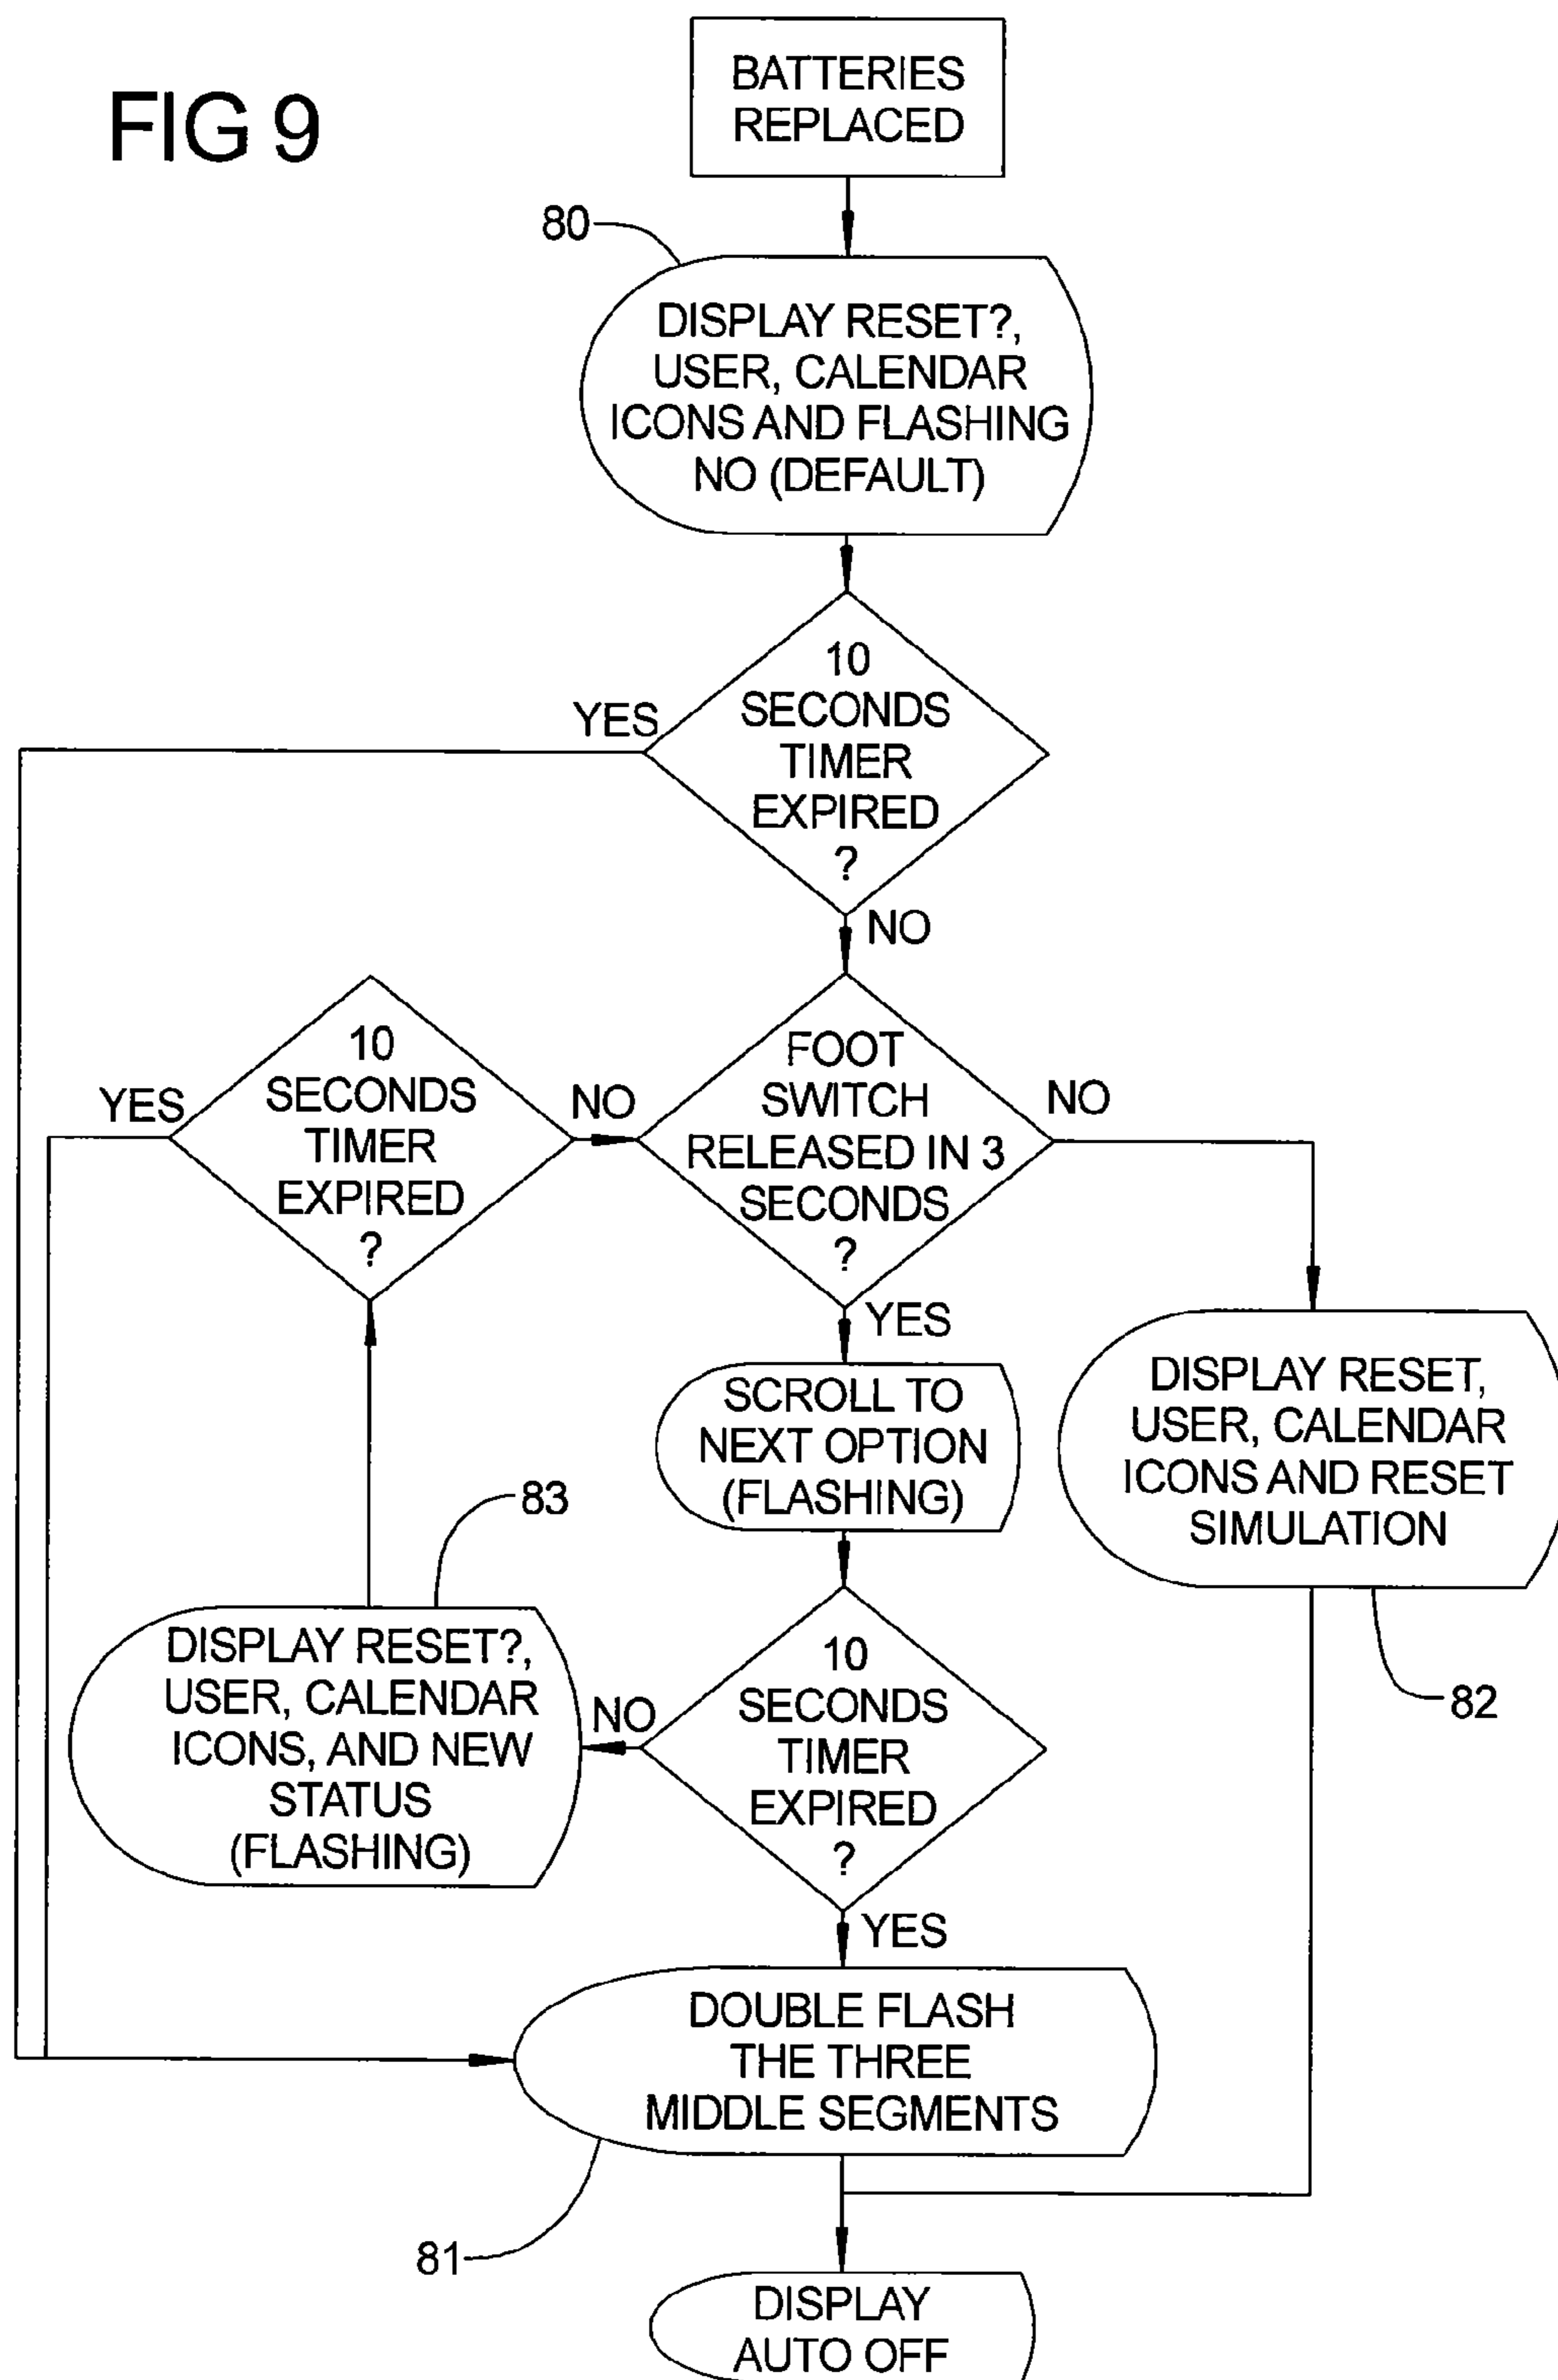 FIG 9
BATTERIES
REPLACED
80
DISPLAY RESET?,
USER, CALENDAR
ICONS AND FLASHING
NO (DEFAULT)
10
SECONDS
TIMER
EXPIRED
?
YES
NO
10
SECONDS
TIMER
EXPIRED
?
YES
NO
FOOT
SWITCH
RELEASED IN 3
SECONDS
?
NO
YES
SCROLL TO
NEXT OPTION
(FLASHING)
DISPLAY RESET,
USER, CALENDAR
ICONS AND RESET
SIMULATION
82
83
DISPLAY RESET?,
USER, CALENDAR
ICONS, AND NEW
STATUS
(FLASHING)
NO
10
SECONDS
TIMER
EXPIRED
?
YES
DOUBLE FLASH
THE THREE
MIDDLE SEGMENTS
81
DISPLAY
AUTO OFF